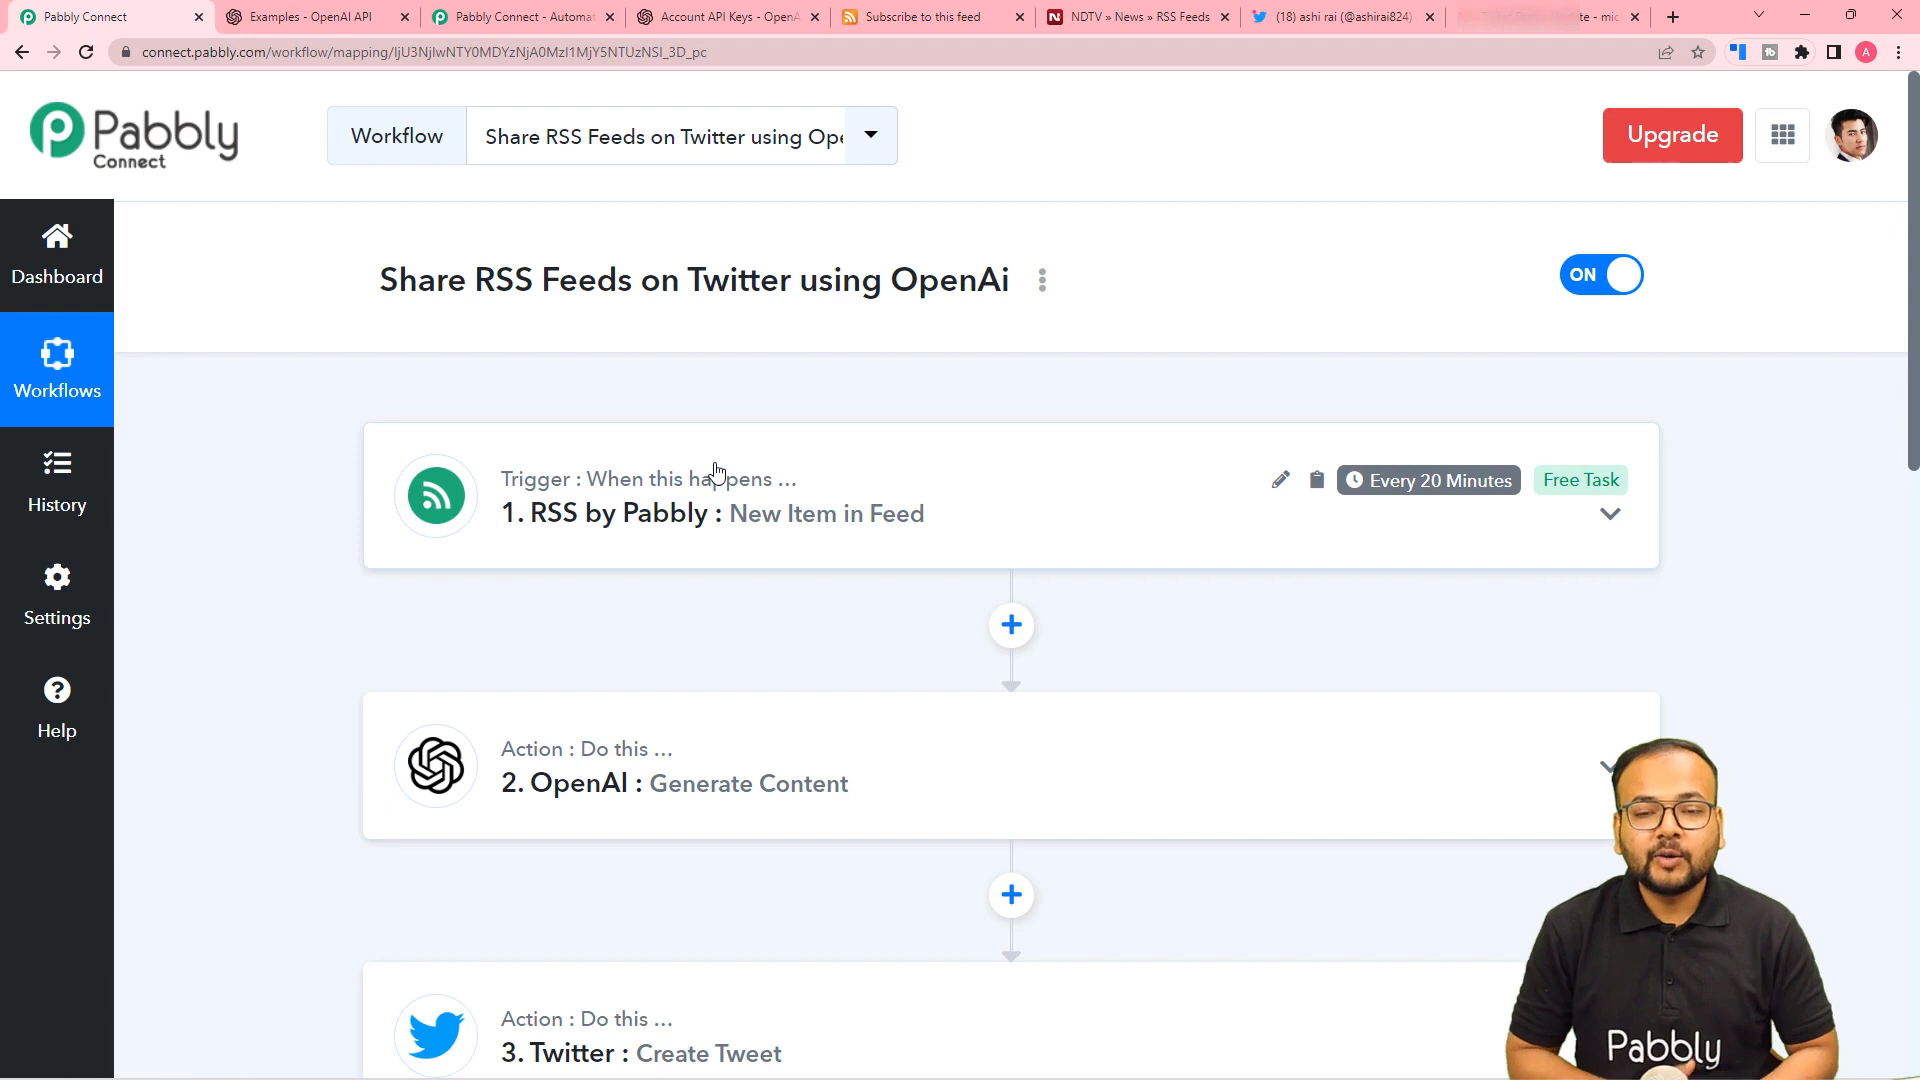 Pabbly Connect
Examples - OpenAI API
Pabbly Connect - Automat
Account API Keys - OpenA
Subscribe to this feed
NDTV » News » RSS Feeds
(18) ashi rai (@ashirai824)
te - mic
connect.pabbly.com/workflow/mapping/IjU3NjIwNTY0MDYzNjA0MzI1MjY5NTUzNSI_3D_pc
A
Pabbly
Connect
Workflow
Share RSS Feeds on Twitter using Ope
Upgrade
Dashboard
Workflows
History
Settings
Help
Share RSS Feeds on Twitter using OpenAi
ON
Trigger : When this happens ...
1. RSS by Pabbly : New Item in Feed
Every 20 Minutes
Free Task
Action : Do this ...
2. OpenAI : Generate Content
Action : Do this ...
3. Twitter : Create Tweet
Pabbly